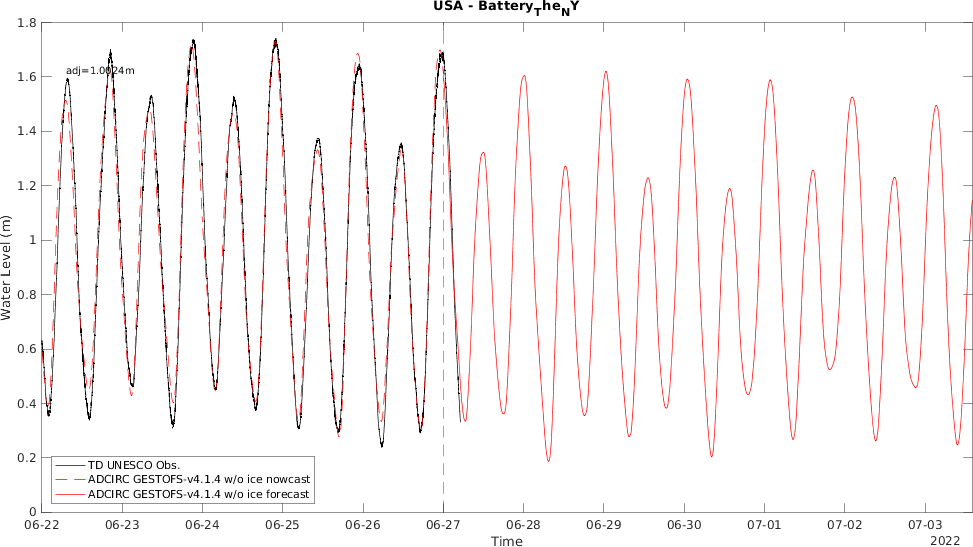 USA - Battery_The_NY
adj=1.0024m
1.8
1.6
1.4
1.2
1
0.8
0.6
0.4
0.2
0
Water Level (m)
TD UNESCO Obs.
ADCIRC GESTOFS-v4.1.4 w/o ice nowcast
ADCIRC GESTOFS-v4.1.4 w/o ice forecast
06-22 06-23 06-24 06-25 06-26 06-27 06-28 06-29 06-30 07-01 07-02 07-03
Time
2022